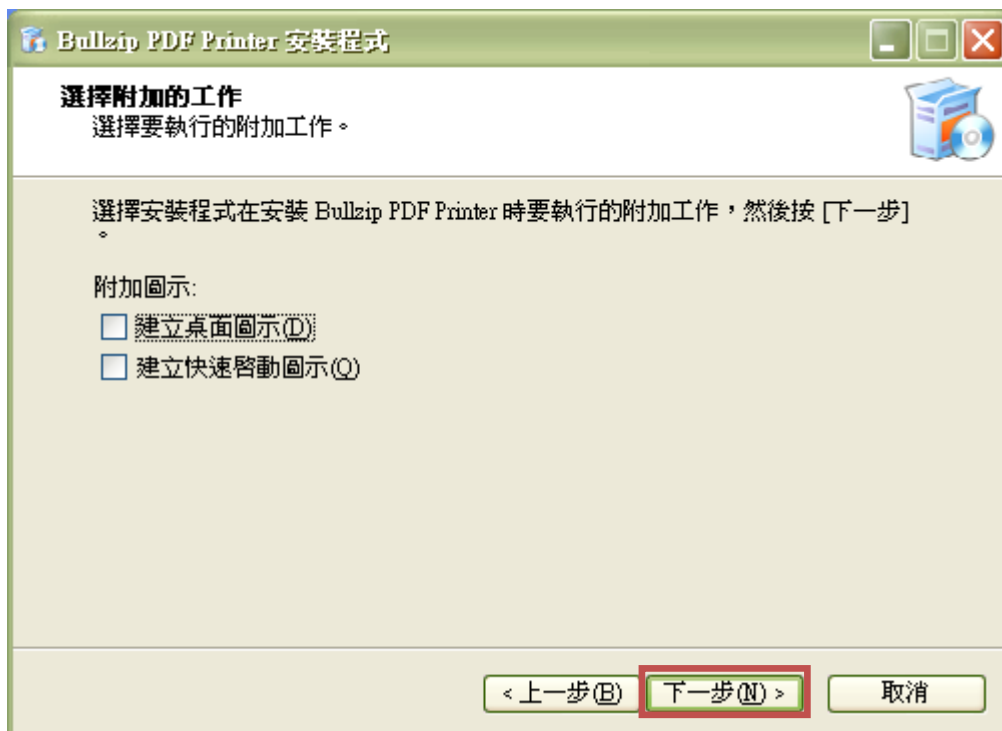 Bullzip PDF Printer 安裝程式
選擇附加的工作
選擇要執行的附加工作。
選擇安裝程式在安裝 Bullzip PDF Printer 時要執行的附加工作，然後按 [下一步]
。
附加圖示:
建立桌面圖示(D)
建立快速啓動圖示(Q)
< 上一步(B) 下一步(N) > 取消